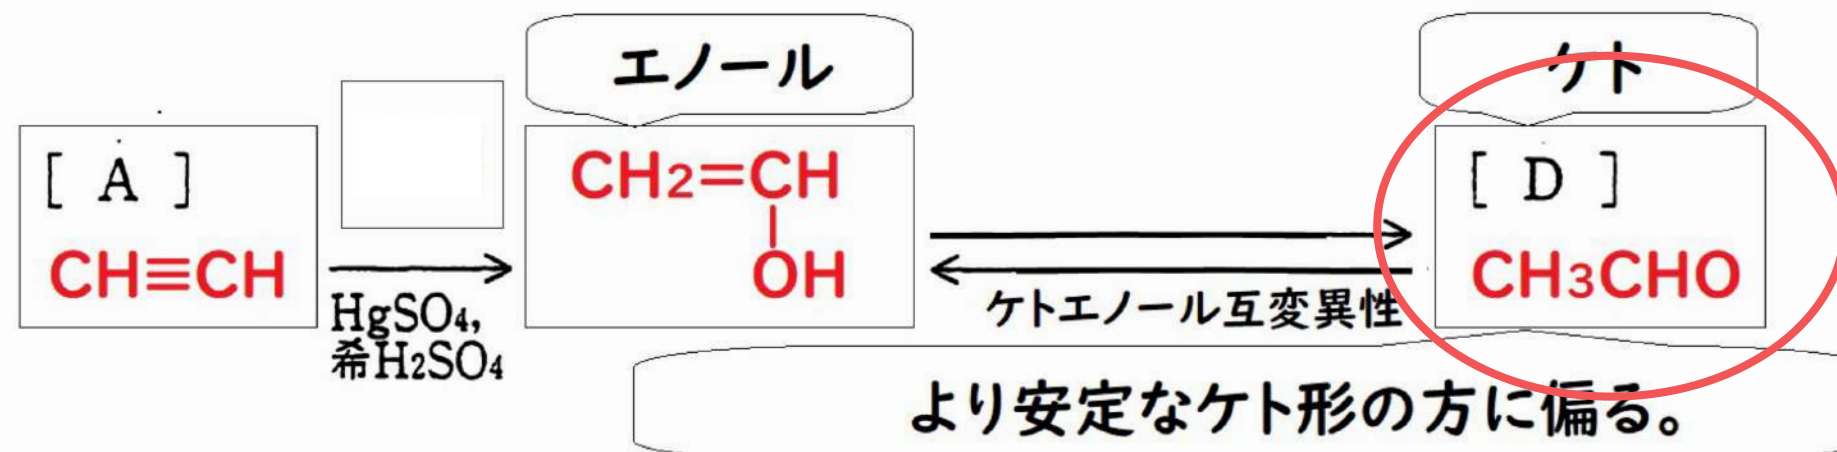 エノール
ケト
[ A ]
CH≡CH
HgSO4,
希H2SO4
CH2=CH
OH
ケトエノール互変異性
[ D ]
CH3CHO
より安定なケト形の方に偏る。